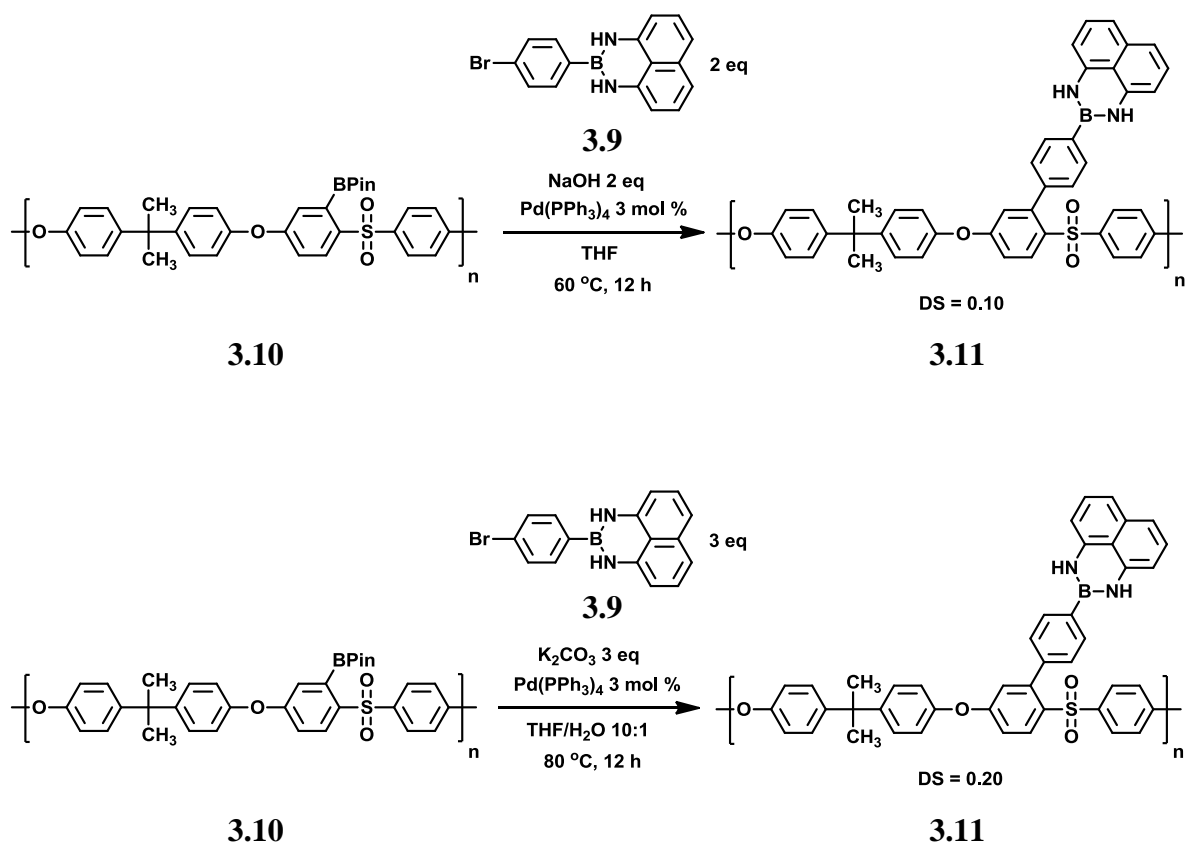 HN
Br
B
2 eq
HN
3.9
HN
B
NH
BPin
NaOH 2 eq
Pd(PPh3)4 3 mol %
THF
60 °C, 12 h
O
CH3
CH3
O
O
S
O
n
O
CH3
CH3
O
O
S
O
n
DS = 0.10
3.10
3.11
HN
Br
B
3 eq
HN
3.9
HN
B
NH
BPin
K2CO3 3 eq
Pd(PPh3)4 3 mol %
THF/H2O 10:1
80 °C, 12 h
O
CH3
CH3
O
O
S
O
n
O
CH3
CH3
O
O
S
O
n
DS = 0.20
3.10
3.11